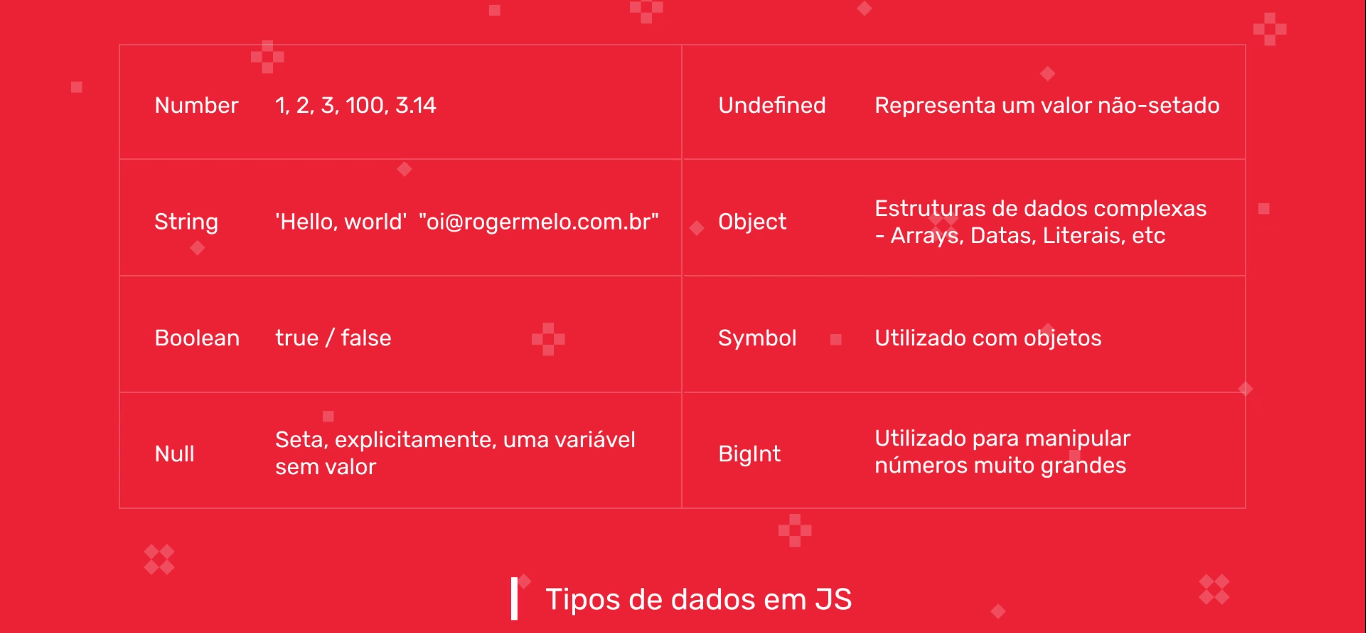 Number 1, 2, 3, 100, 3.14
Undefined Representa um valor não-setado
String 'Hello, world' "oi@rogermelo.com.br"
Object Estruturas de dados complexas
- Arrays, Datas, Literais, etc
Boolean true / false
Symbol Utilizado com objetos
Null Seta, explicitamente, uma variável
sem valor
BigInt Utilizado para manipular
números muito grandes
Tipos de dados em JS